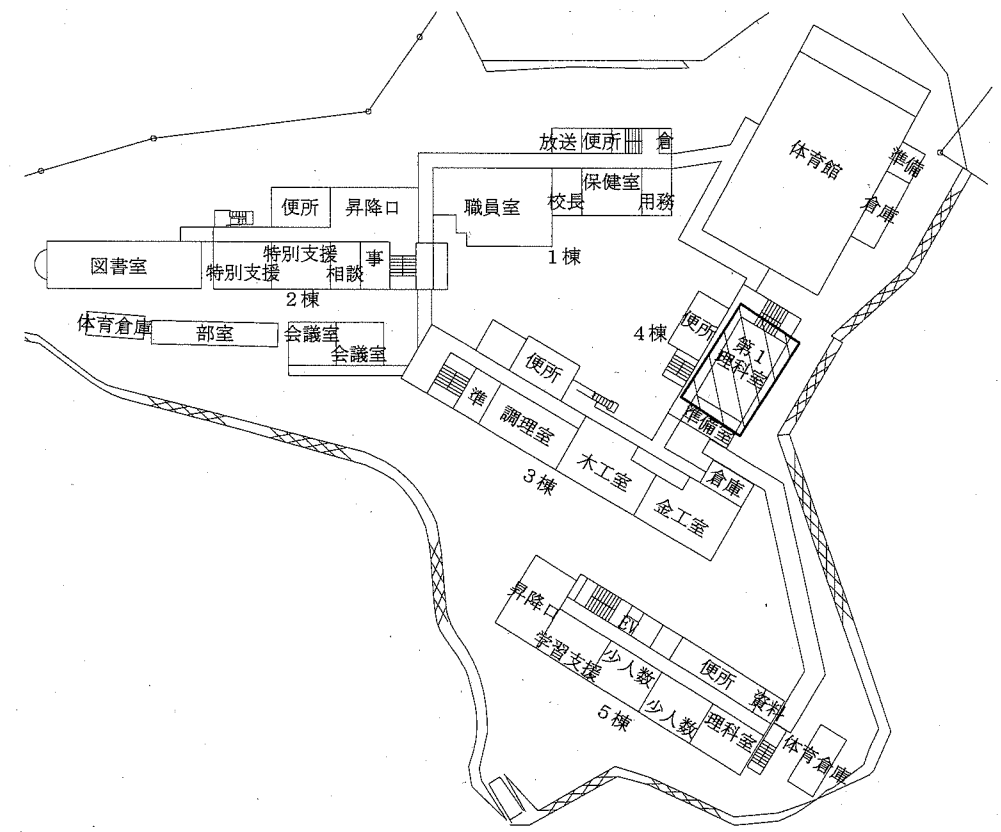 放送
便所
倉
体育館
準備
倉庫
職員室
校長
保健室
用務
1棟
便所
昇降口
図書室
特別支援
特別支援
相談
事
2棟
体育倉庫
部室
会議室
会議室
4棟
便所
第1
理科室
準備室
便所
準
調理室
木工室
金工室
倉庫
3棟
昇降口
EV
学習支援
少人数
少人数
理科室
便所
資料
5棟
体育倉庫